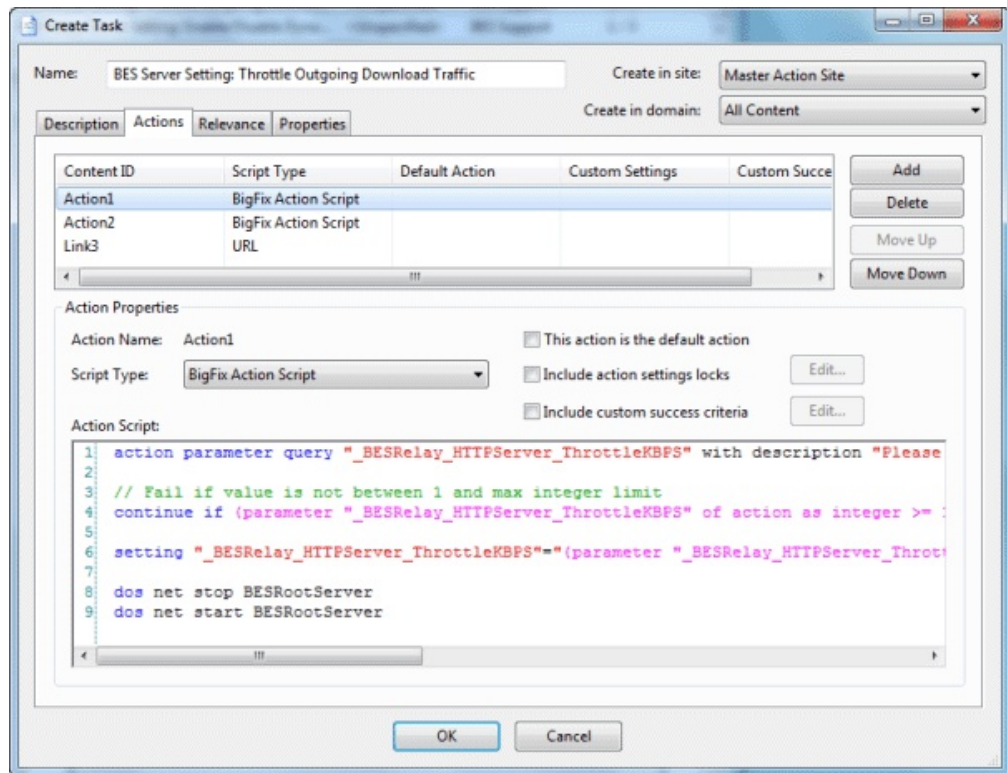 Create Task
Name: BES Server Setting: Throttle Outgoing Download Traffic Create in site: Master Action Site
Create in domain: All Content
Description Actions Relevance Properties
Content ID Script Type Default Action Custom Settings Custom Succe
Action1 BigFix Action Script
Action2 BigFix Action Script
Link3 URL
Add
Delete
Move Up
Move Down
Action Properties
Action Name: Action1
Script Type: BigFix Action Script
This action is the default action
Include action settings locks Edit...
Include custom success criteria Edit...
Action Script:
1 action parameter query "_BESRelay_HTTPServer_ThrottleKBPS" with description "Please
2
3 // Fail if value is not between 1 and max integer limit
4 continue if (parameter "_BESRelay_HTTPServer_ThrottleKBPS" of action as integer >=
5
6 setting "_BESRelay_HTTPServer_ThrottleKBPS"="(parameter "_BESRelay_HTTPServer_Thrott
7
8 dos net stop BESRootServer
9 dos net start BESRootServer
OK Cancel